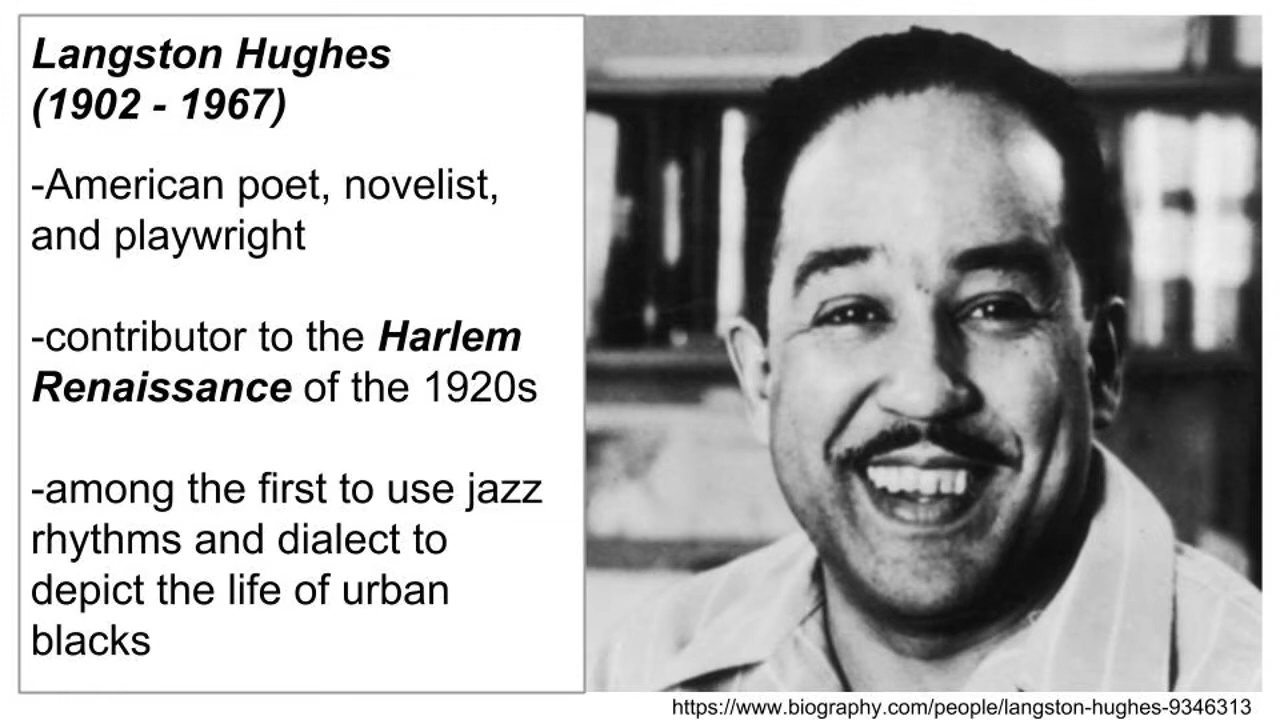 Langston Hughes
(1902 - 1967)
-American poet, novelist,
and playwright
-contributor to the Harlem
Renaissance of the 1920s
-among the first to use jazz
rhythms and dialect to
depict the life of urban
blacks
https://www.biography.com/people/langston-hughes-9346313